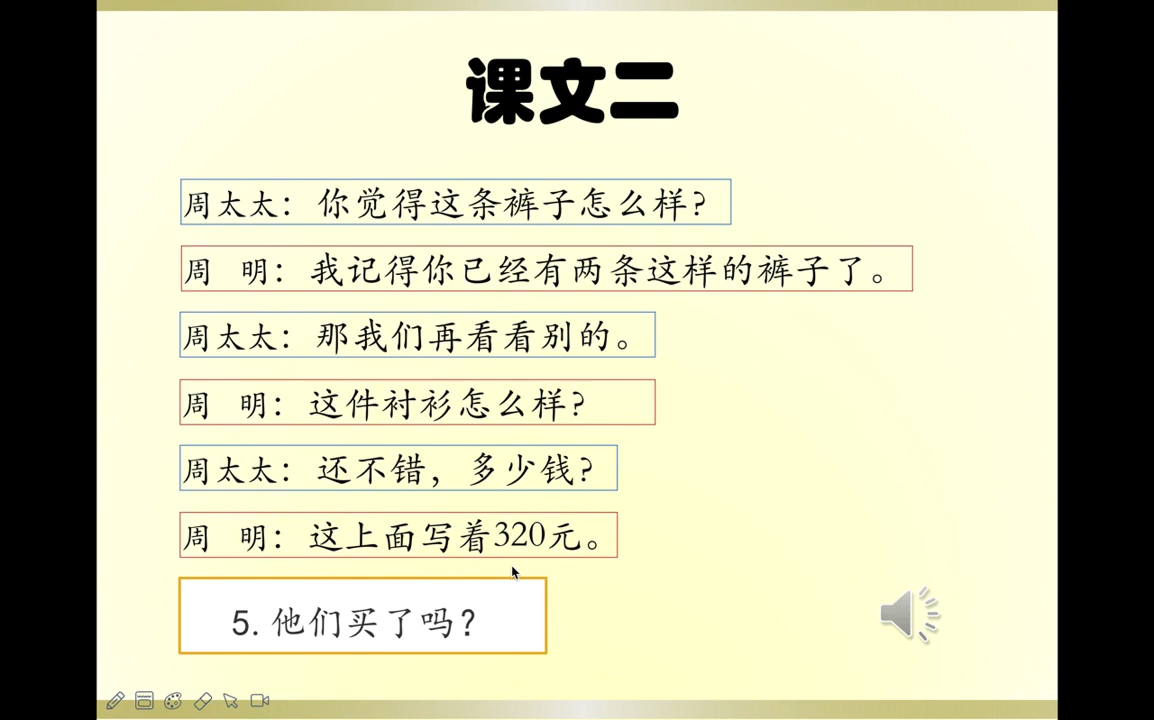 课文二
周太太：你觉得这条裤子怎么样？
周 明：我记得你已经有两条这样的裤子了。
周太太：那我们再看看别的。
周 明：这件衬衫怎么样？
周太太：还不错，多少钱？
周 明：这上面写着320元。
5. 他们买了吗？